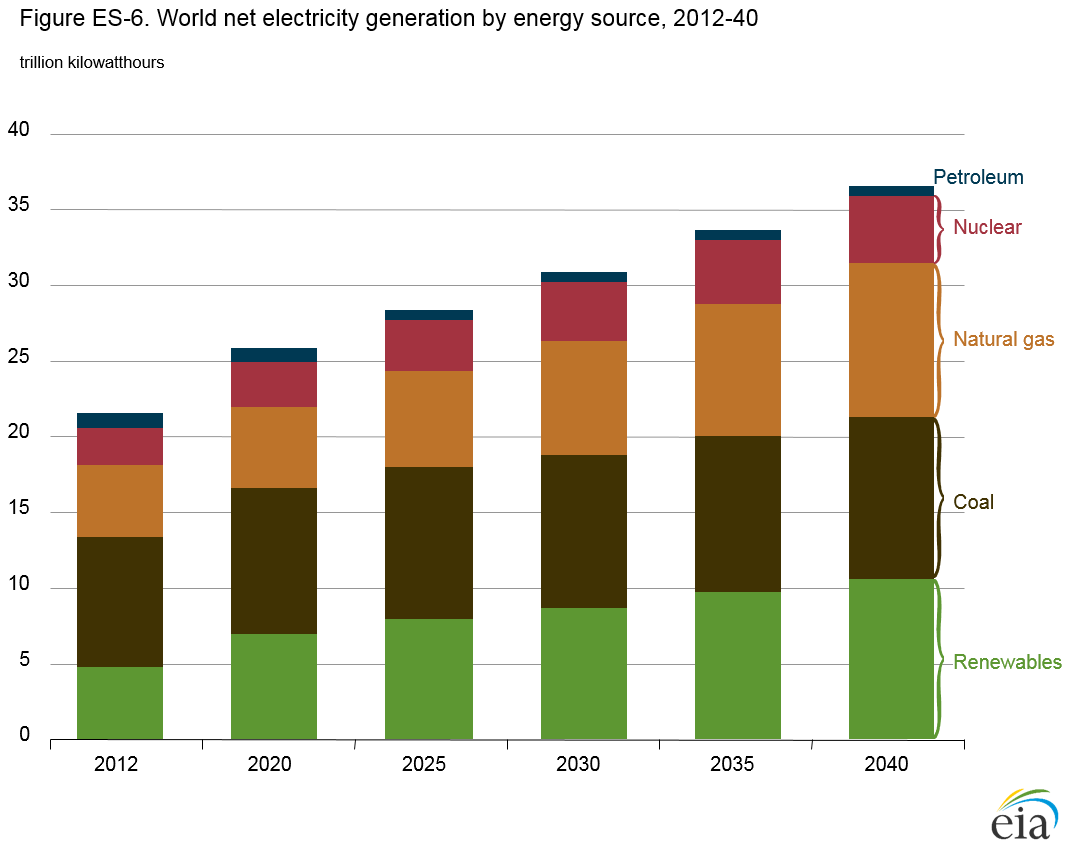 Figure ES-6. World net electricity generation by energy source, 2012-40
trillion kilowatthours
40
Petroleum
35
Nuclear
30
Natural gas
25
20
Coal
15
10
Renewables
5
0
2012 2020 2025 2030 2035 2040
eia